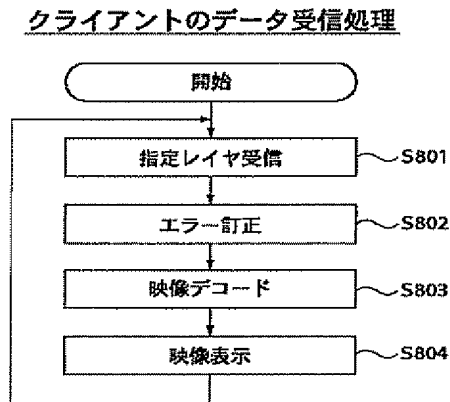 クライアントのデータ受信処理
開始
指定レイヤ受信
S801
エラー訂正
S802
映像デコード
S803
映像表示
S804